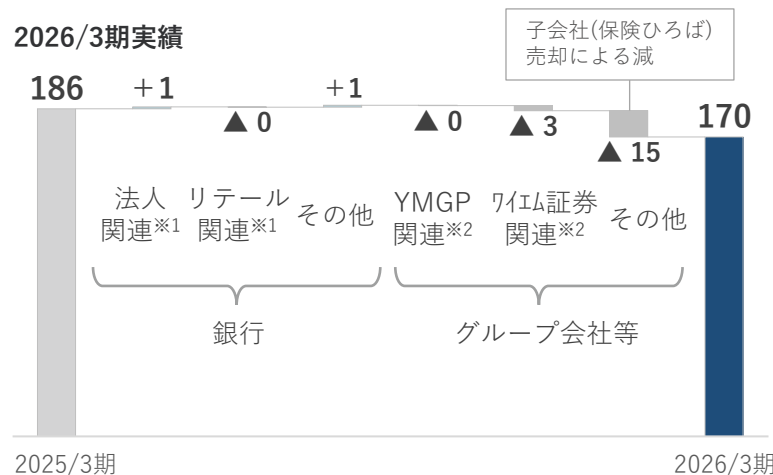 2026/3期実績
子会社(保険ひろば)
売却による減
186
＋1
▲ 0
＋1
▲ 0
▲ 3
▲ 15
170
法人
関連※1
リテール
関連※1
その他
YMGP
関連※2
ﾜｲｴﾑ証券
関連※2
その他
銀行
グループ会社等
2025/3期
2026/3期